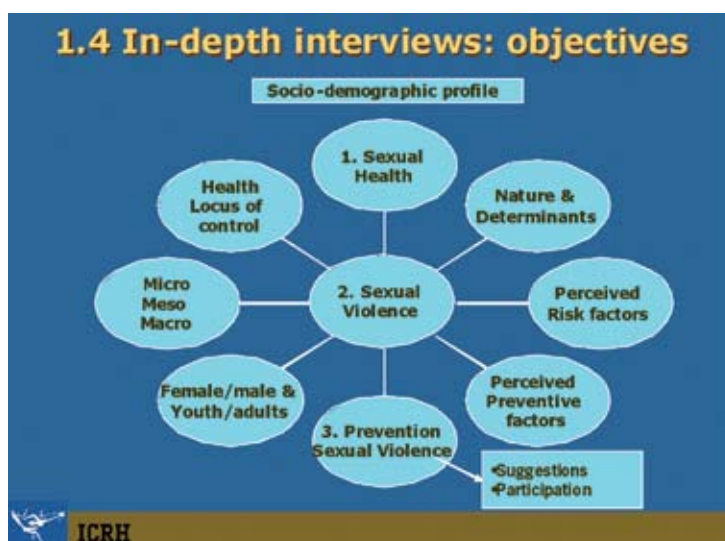 1.4 In-depth interviews: objectives
Socio-demographic profile
1. Sexual
Health
Health
Locus of
control
Nature &
Determinants
Micro
Meso
Macro
2. Sexual
Violence
Perceived
Risk factors
Female/male &
Youth/adults
Perceived
Preventive
factors
3. Prevention
Sexual Violence
•Suggestions
•Participation
ICRH